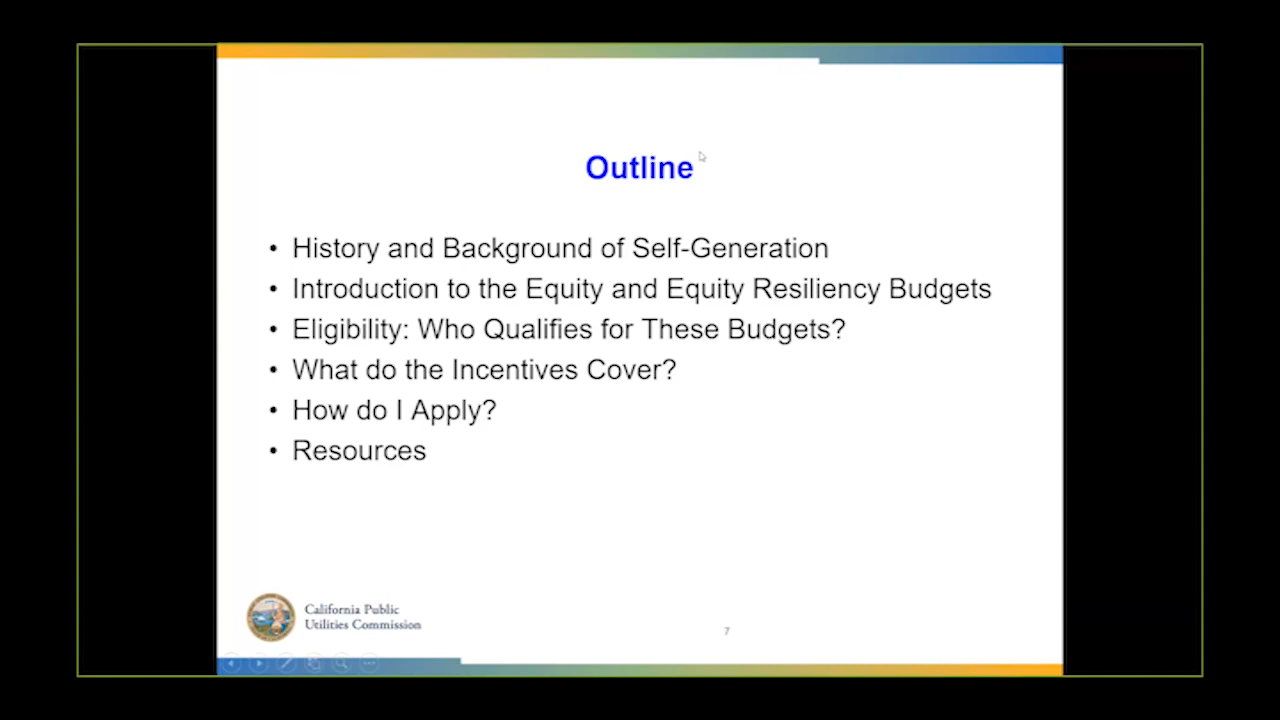 Outline
• History and Background of Self-Generation
• Introduction to the Equity and Equity Resiliency Budgets
• Eligibility: Who Qualifies for These Budgets?
• What do the Incentives Cover?
• How do I Apply?
• Resources
California Public
Utilities Commission
7